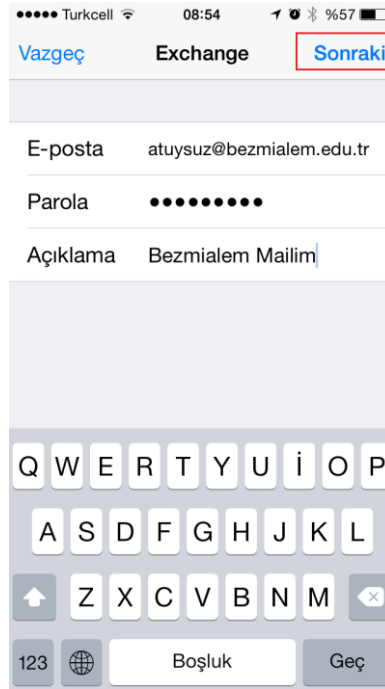 Turkcell 08:54 %57
Vazgeç Exchange Sonraki
E-posta atuysuz@bezmialem.edu.tr
Parola ●●●●●●●●●
Açıklama Bezmialem Mailim
Q W E R T Y U İ O P
A S D F G H J K L
Z X C V B N M
123 Boşluk Geç